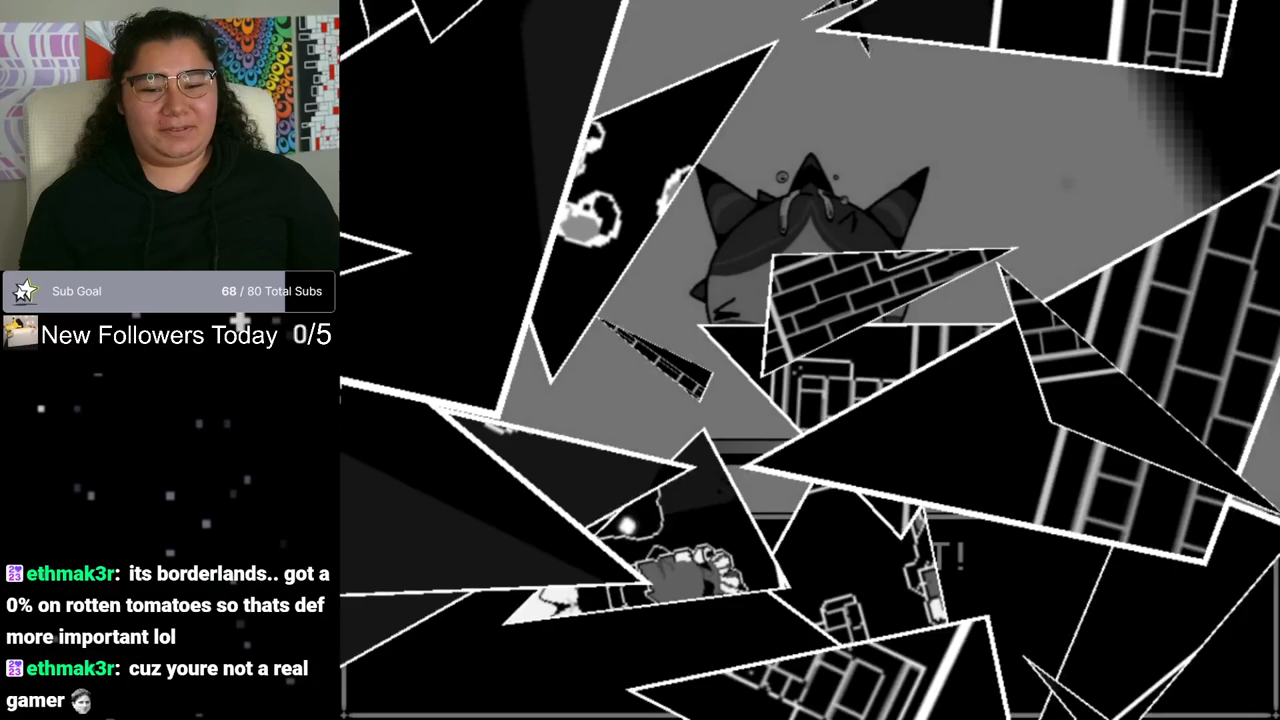 Sub Goal 68 / 80 Total Subs
New Followers Today 0/5
T!
ethmak3r: its borderlands.. got a
0% on rotten tomatoes so thats def
more important lol
ethmak3r: cuz youre not a real
gamer